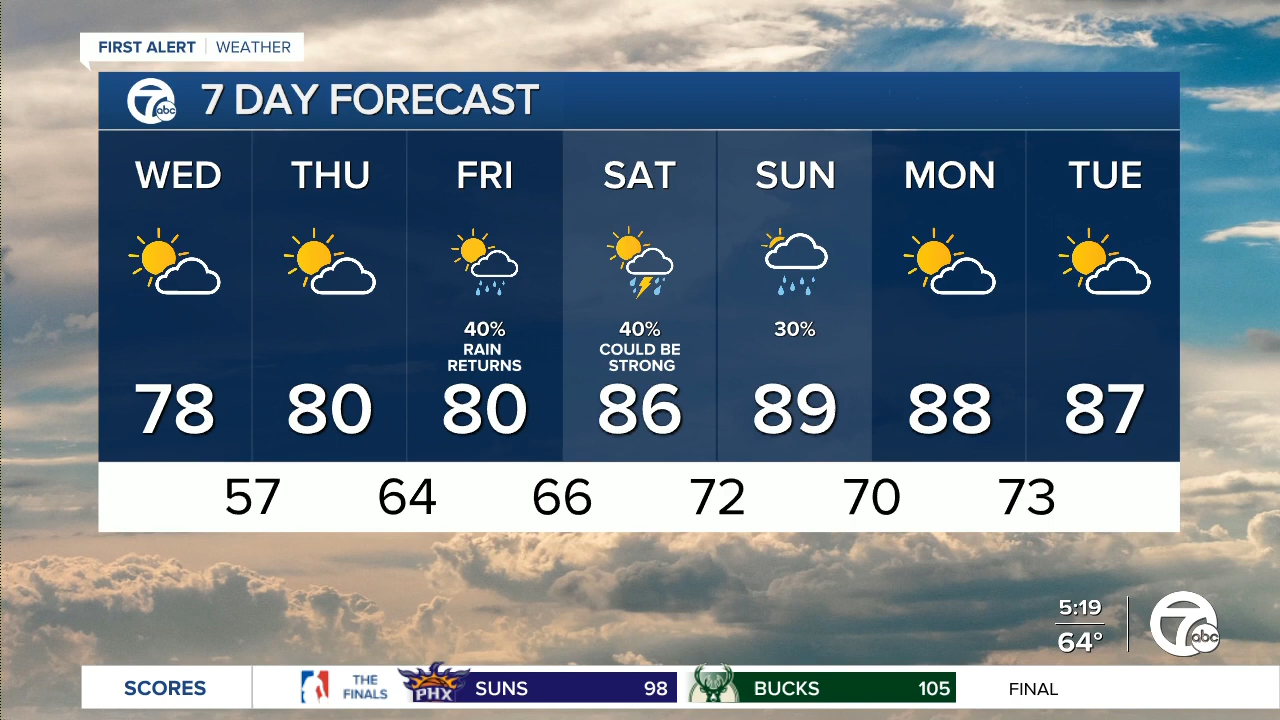 FIRST ALERT WEATHER
7abc 7 DAY FORECAST
WED THU FRI SAT SUN MON TUE
40% 40% 30%
RAIN RETURNS COULD BE STRONG
78 80 80 86 89 88 87
57 64 66 72 70 73
5:19
64°
7abc
SCORES THE FINALS PHX SUNS 98 BUCKS 105 FINAL